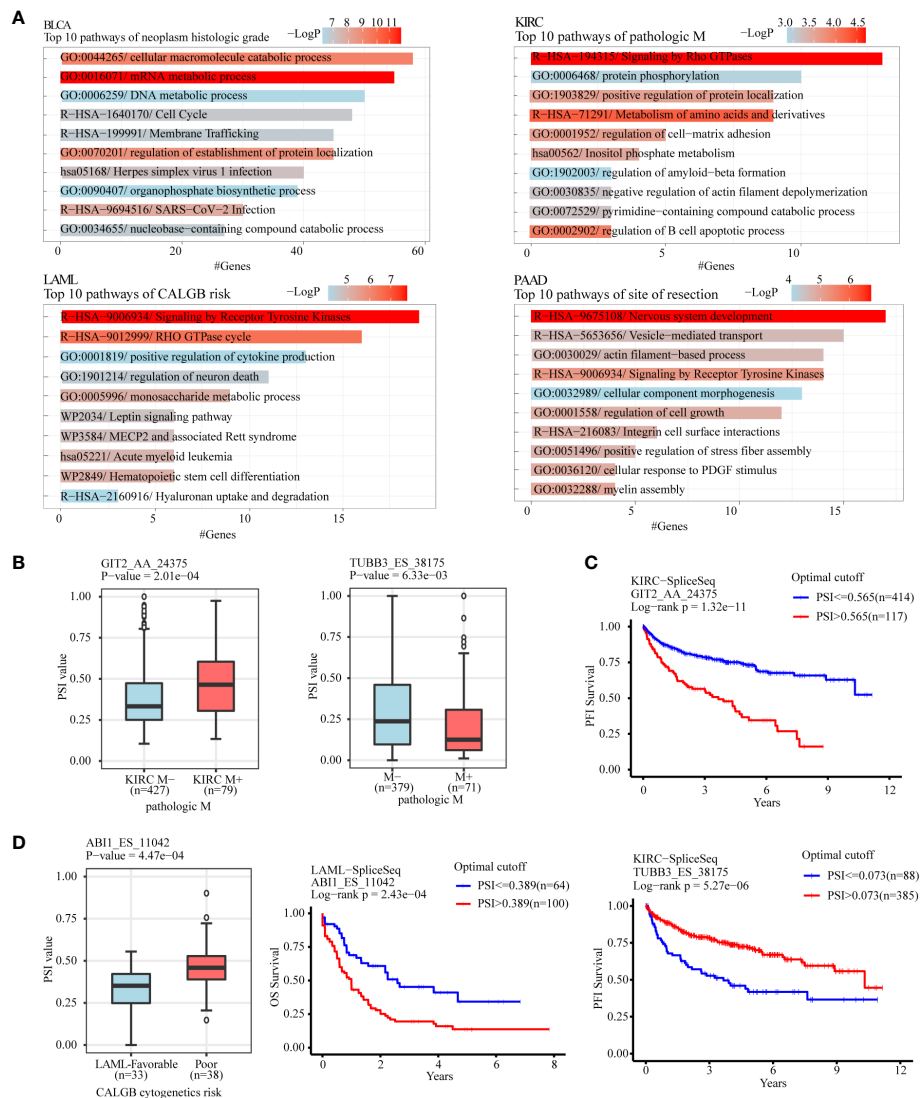 A
BLCA
Top 10 pathways of neoplasm histologic grade
−LogP
7 8 9 10 11
GO:0044265/ cellular macromolecule catabolic process
GO:0016071/ mRNA metabolic process
GO:0006259/ DNA metabolic process
R−HSA−1640170/ Cell Cycle
R−HSA−199991/ Membrane Trafficking
GO:0070201/ regulation of establishment of protein localization
hsa05168/ Herpes simplex virus 1 infection
GO:0090407/ organophosphate biosynthetic process
R−HSA−9694516/ SARS−CoV−2 Infection
GO:0034655/ nucleobase−containing compound catabolic process
0 20 40 60
#Genes
KIRC
Top 10 pathways of pathologic M
−LogP
3.0 3.5 4.0 4.5
R−HSA−194315/ Signaling by Rho GTPases
GO:0006468/ protein phosphorylation
GO:1903829/ positive regulation of protein localization
R−HSA−71291/ Metabolism of amino acids and derivatives
GO:0001952/ regulation of cell−matrix adhesion
hsa00562/ Inositol phosphate metabolism
GO:1902003/ regulation of amyloid−beta formation
GO:0030835/ negative regulation of actin filament depolymerization
GO:0072529/ pyrimidine−containing compound catabolic process
GO:0002902/ regulation of B cell apoptotic process
0 5 10
#Genes
LAML
Top 10 pathways of CALGB risk
−LogP
5 6 7
R−HSA−9006934/ Signaling by Receptor Tyrosine Kinases
R−HSA−9012999/ RHO GTPase cycle
GO:0001819/ positive regulation of cytokine production
GO:1901214/ regulation of neuron death
GO:0005996/ monosaccharide metabolic process
WP2034/ Leptin signaling pathway
WP3584/ MECP2 and associated Rett syndrome
hsa05221/ Acute myeloid leukemia
WP2849/ Hematopoietic stem cell differentiation
R−HSA−2160916/ Hyaluronan uptake and degradation
0 5 10 15
#Genes
PAAD
Top 10 pathways of site of resection
−LogP
4 5 6
R−HSA−9675108/ Nervous system development
R−HSA−5653656/ Vesicle−mediated transport
GO:0030029/ actin filament−based process
R−HSA−9006934/ Signaling by Receptor Tyrosine Kinases
GO:0032989/ cellular component morphogenesis
GO:0001558/ regulation of cell growth
R−HSA−216083/ Integrin cell surface interactions
GO:0051496/ positive regulation of stress fiber assembly
GO:0036120/ cellular response to PDGF stimulus
GO:0032288/ myelin assembly
0 5 10 15
#Genes
B
GIT2_AA_24375
P−value = 2.01e−04
PSI value
1.00
0.75
0.50
0.25
0.00
KIRC M− KIRC M+
(n=427) (n=79)
pathologic M
TUBB3_ES_38175
P−value = 6.33e−03
PSI value
1.00
0.75
0.50
0.25
0.00
M− M+
(n=379) (n=71)
pathologic M
C
KIRC−SpliceSeq
GIT2_AA_24375
Log−rank p = 1.32e−11
Optimal cutoff
PSI<=0.565(n=414)
PSI>0.565(n=117)
PFI Survival
1.00
0.75
0.50
0.25
0.00
0 3 6 9 12
Years
D
ABI1_ES_11042
P−value = 4.47e−04
PSI value
1.00
0.75
0.50
0.25
0.00
LAML−Favorable Poor
(n=33) (n=38)
CALGB cytogenetics risk
LAML−SpliceSeq
ABI1_ES_11042
Log−rank p = 2.43e−04
Optimal cutoff
PSI<=0.389(n=64)
PSI>0.389(n=100)
OS Survival
1.00
0.75
0.50
0.25
0.00
0 2 4 6 8
Years
KIRC−SpliceSeq
TUBB3_ES_38175
Log−rank p = 5.27e−06
Optimal cutoff
PSI<=0.073(n=88)
PSI>0.073(n=385)
PFI Survival
1.00
0.75
0.50
0.25
0.00
0 3 6 9 12
Years